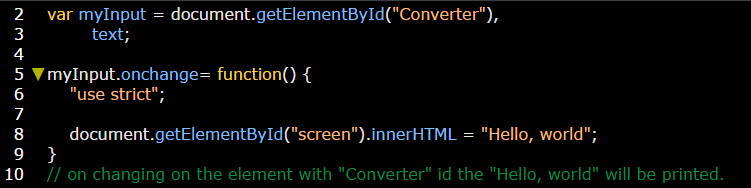 2 var myInput = document.getElementById("Converter"),
3 text;
4
5 myInput.onchange= function() {
6 "use strict";
7
8 document.getElementById("screen").innerHTML = "Hello, world";
9 }
10 // on changing on the element with "Converter" id the "Hello, world" will be printed.